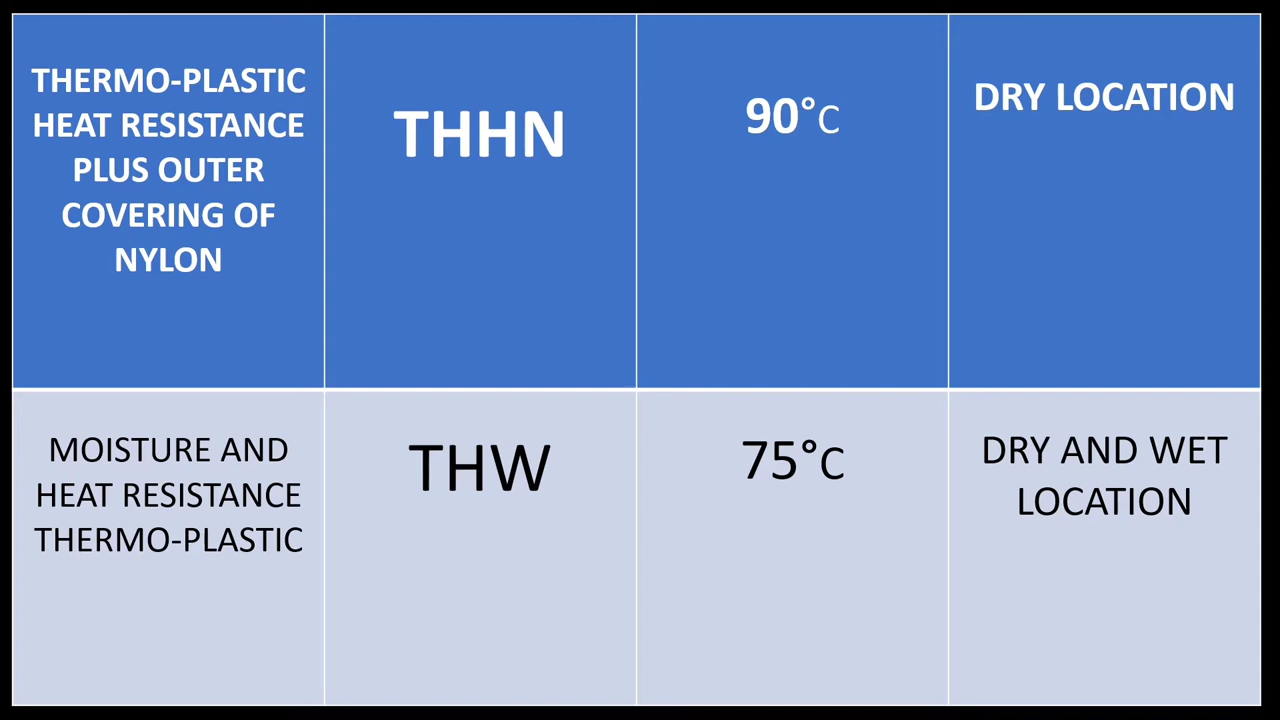 THERMO-PLASTIC
HEAT RESISTANCE
PLUS OUTER
COVERING OF
NYLON
THHN
90°C
DRY LOCATION
MOISTURE AND
HEAT RESISTANCE
THERMO-PLASTIC
THW
75°C
DRY AND WET
LOCATION